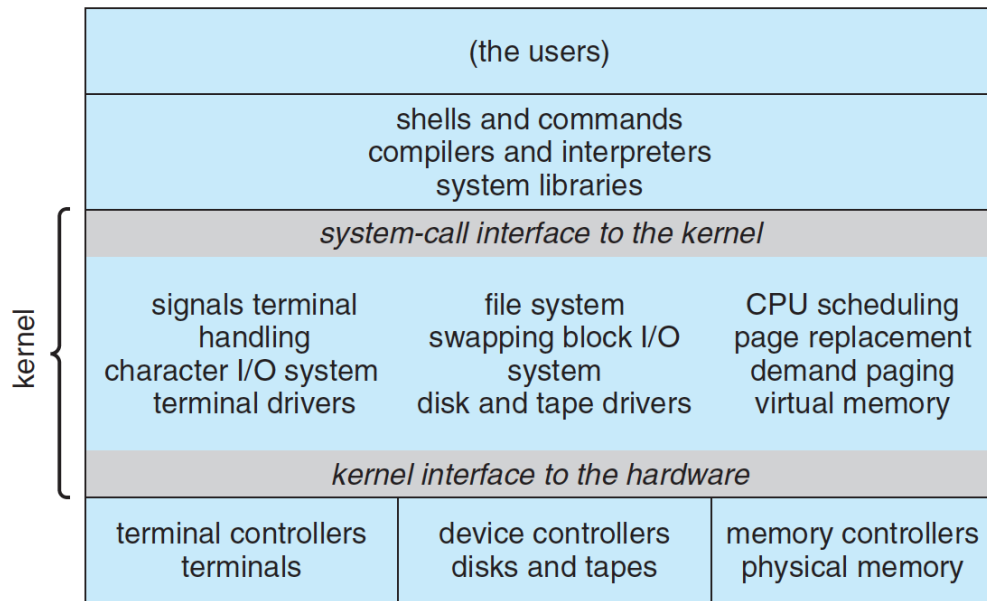 (the users)
shells and commands
compilers and interpreters
system libraries
kernel
system-call interface to the kernel
signals terminal
handling
character I/O system
terminal drivers
file system
swapping block I/O
system
disk and tape drivers
CPU scheduling
page replacement
demand paging
virtual memory
kernel interface to the hardware
terminal controllers
terminals
device controllers
disks and tapes
memory controllers
physical memory